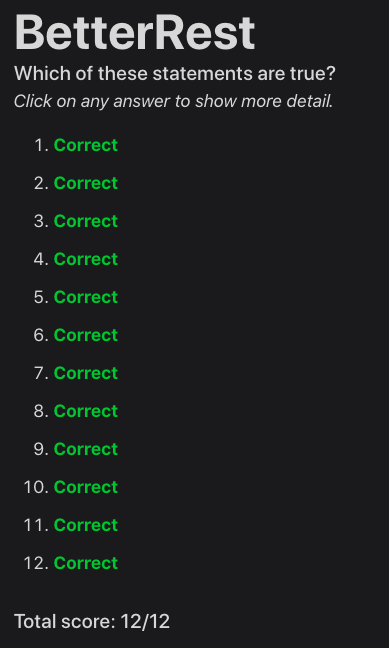 BetterRest
Which of these statements are true?
Click on any answer to show more detail.
1. Correct
2. Correct
3. Correct
4. Correct
5. Correct
6. Correct
7. Correct
8. Correct
9. Correct
10. Correct
11. Correct
12. Correct
Total score: 12/12